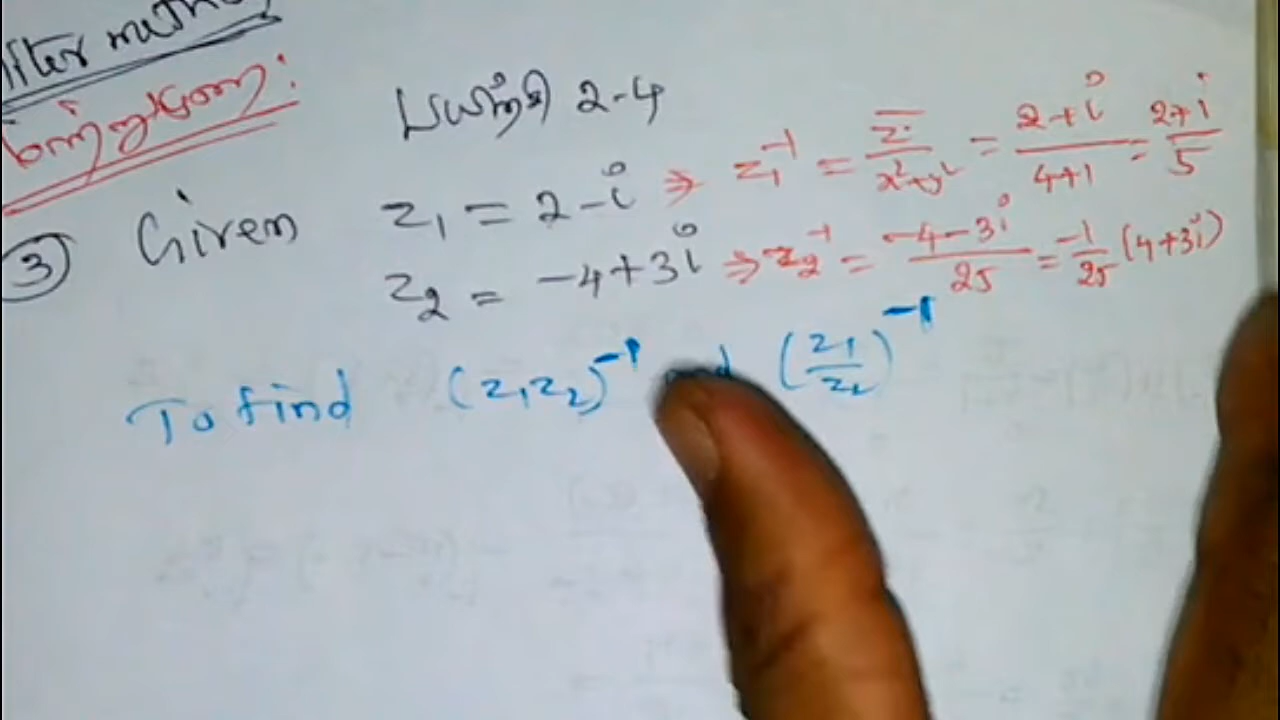 பயிற்சி 2-4
③ Given z₁ = 2-i ⇒ z₁⁻¹ = z̄/x²+y² = 2+i/4+1 = 2+i/5
z₂ = -4+3i ⇒ z₂⁻¹ = -4-3i/25 = -1/25 (4+3i)
To find (z₁z₂)⁻¹ and (z₁/z₂)⁻¹